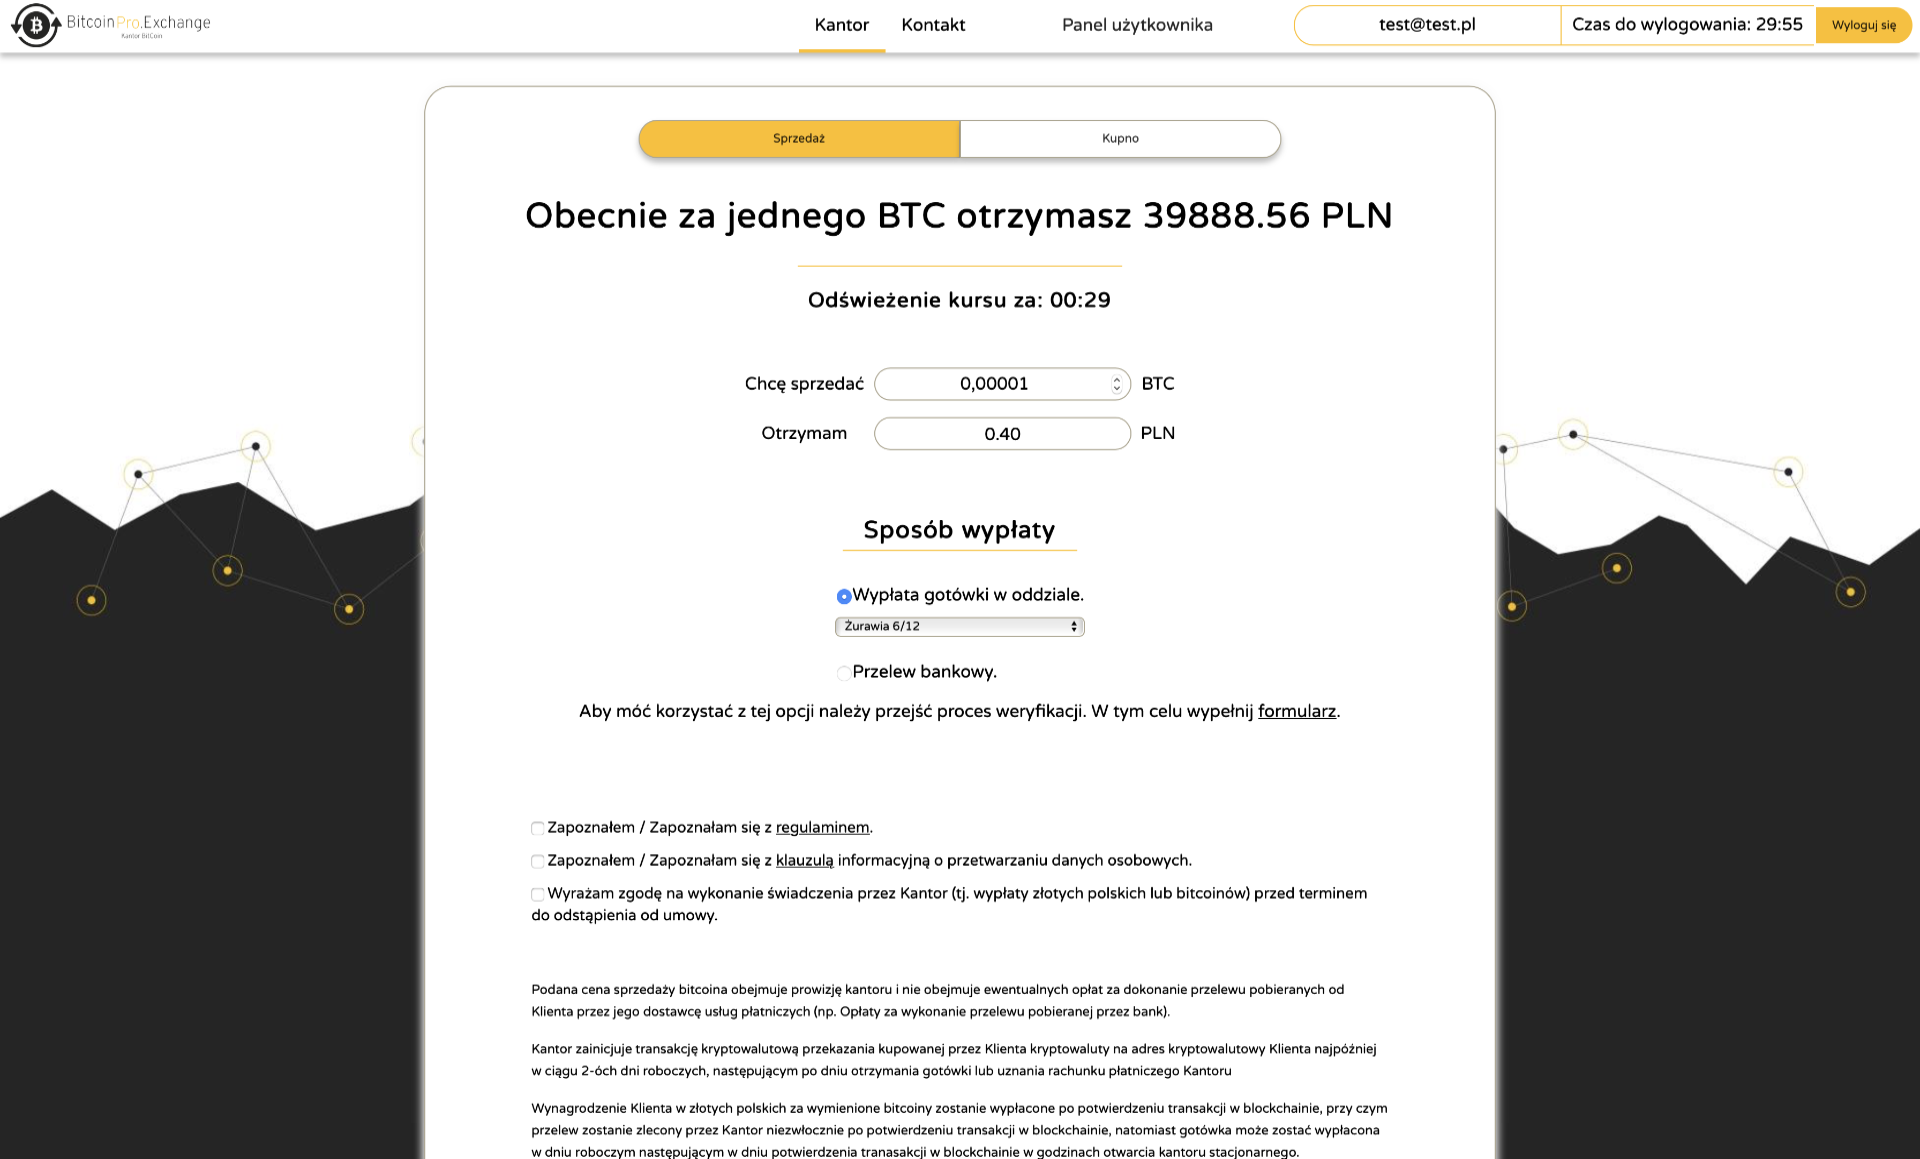 BitcoinPro.Exchange
Kantor BitCoin
Kantor
Kontakt
Panel użytkownika
test@test.pl
Czas do wylogowania: 29:55
Wyloguj się
Sprzedaż
Kupno
Obecnie za jednego BTC otrzymasz 39888.56 PLN
Odświeżenie kursu za: 00:29
Chcę sprzedać 0,00001 BTC
Otrzymam 0.40 PLN
Sposób wypłaty
Wypłata gotówki w oddziale.
Żurawia 6/12
Przelew bankowy.
Aby móc korzystać z tej opcji należy przejść proces weryfikacji. W tym celu wypełnij formularz.
Zapoznałem / Zapoznałam się z regulaminem.
Zapoznałem / Zapoznałam się z klauzulą informacyjną o przetwarzaniu danych osobowych.
Wyrażam zgodę na wykonanie świadczenia przez Kantor (tj. wypłaty złotych polskich lub bitcoinów) przed terminem
do odstąpienia od umowy.
Podana cena sprzedaży bitcoina obejmuje prowizję kantoru i nie obejmuje ewentualnych opłat za dokonanie przelewu pobieranych od
Klienta przez jego dostawcę usług płatniczych (np. Opłaty za wykonanie przelewu pobieranej przez bank).
Kantor zainicjuje transakcję kryptowalutową przekazania kupowanej przez Klienta kryptowaluty na adres kryptowalutowy Klienta najpóźniej
w ciągu 2-óch dni roboczych, następującym po dniu otrzymania gotówki lub uznania rachunku płatniczego Kantoru
Wynagrodzenie Klienta w złotych polskich za wymienione bitcoiny zostanie wypłacone po potwierdzeniu transakcji w blockchainie, przy czym
przelew zostanie zlecony przez Kantor niezwłocznie po potwierdzeniu transakcji w blockchainie, natomiast gotówka może zostać wypłacona
w dniu roboczym następującym w dniu potwierdzenia tranasakcji w blockchainie w godzinach otwarcia kantoru stacjonarnego.